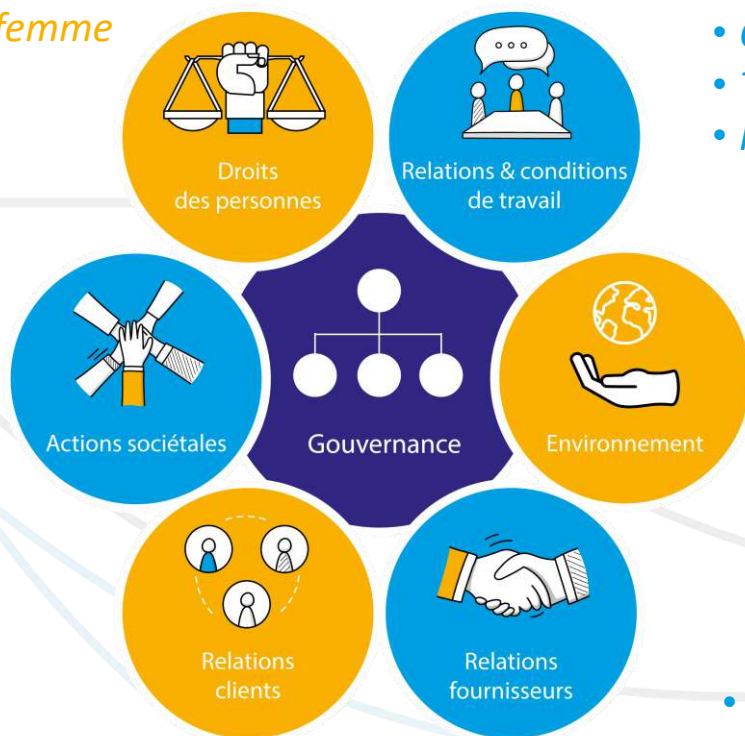 femme
Droits
des personnes
Relations & conditions
de travail
Actions sociétales
Gouvernance
Environnement
Relations
clients
Relations
fournisseurs